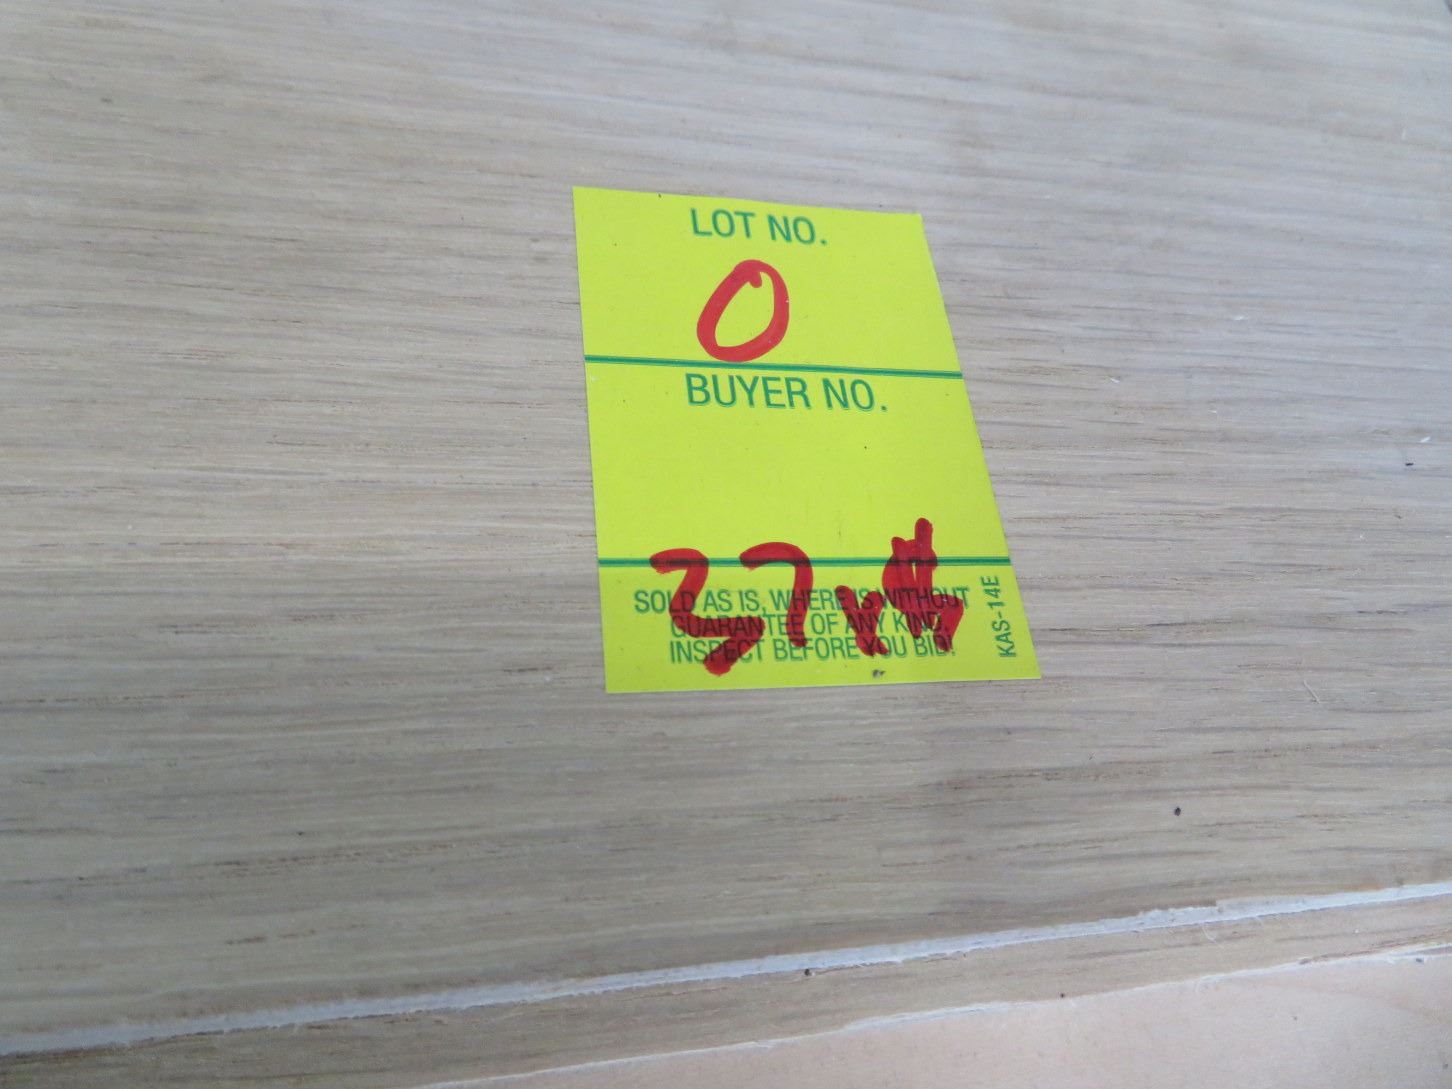 LOT NO.
0
BUYER NO.
37
SOLD AS IS, WHERE IS WITHOUT
GUARANTEE OF ANY KIND.
INSPECT BEFORE YOU BID!
KAS-14E